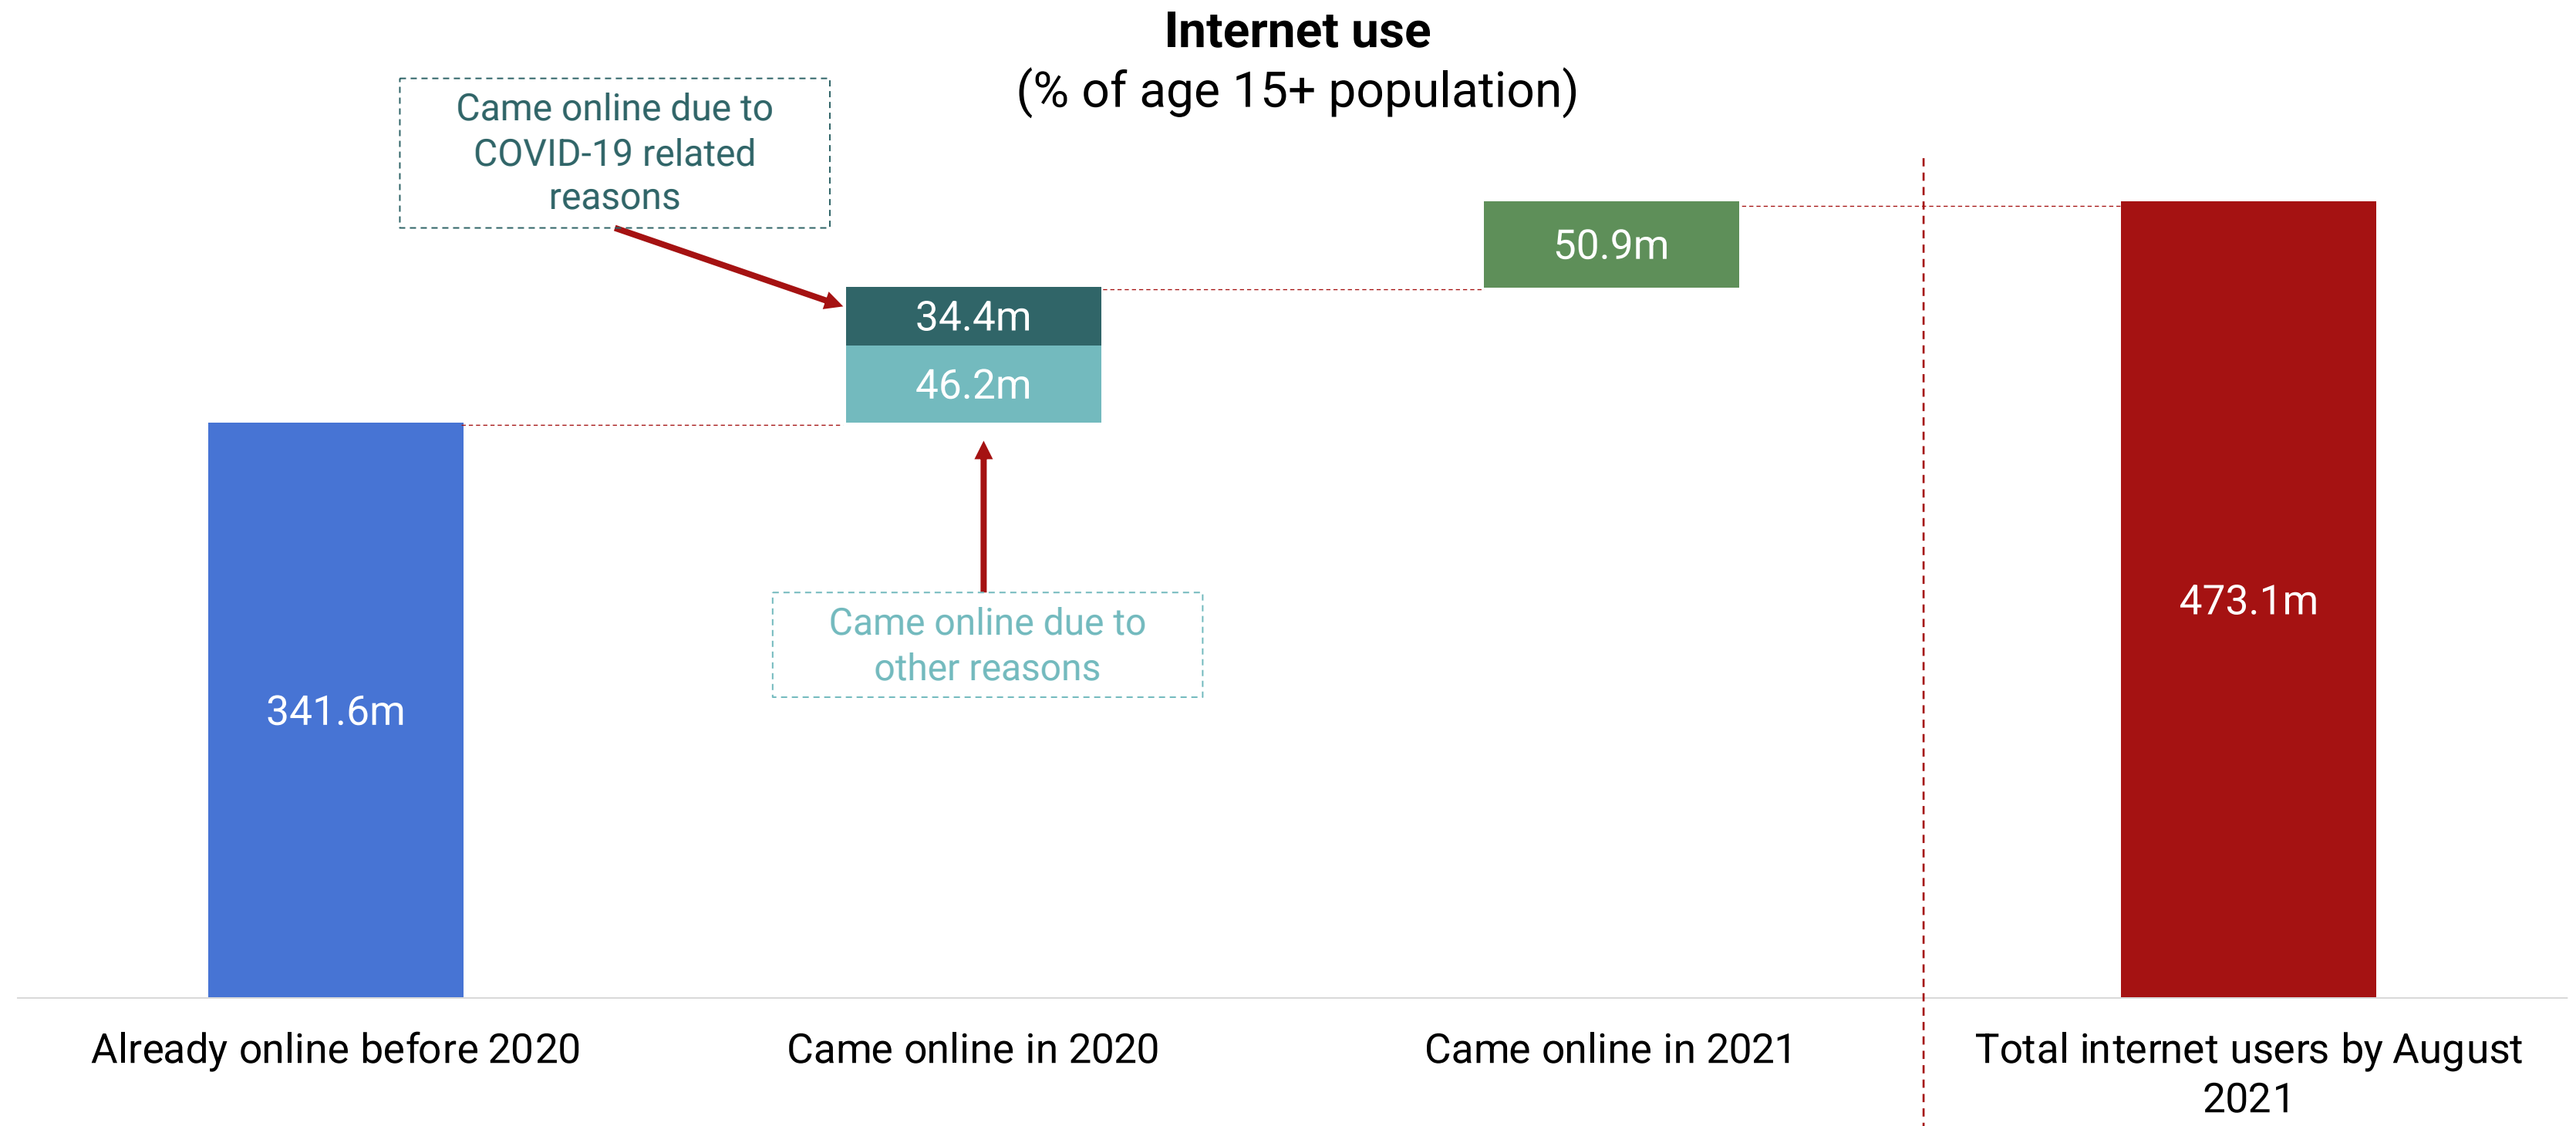 Internet use
(% of age 15+ population)
Came online due to
COVID-19 related
reasons
50.9m
34.4m
46.2m
473.1m
Came online due to
other reasons
341.6m
Already online before 2020
Came online in 2020
Came online in 2021
Total internet users by August
2021